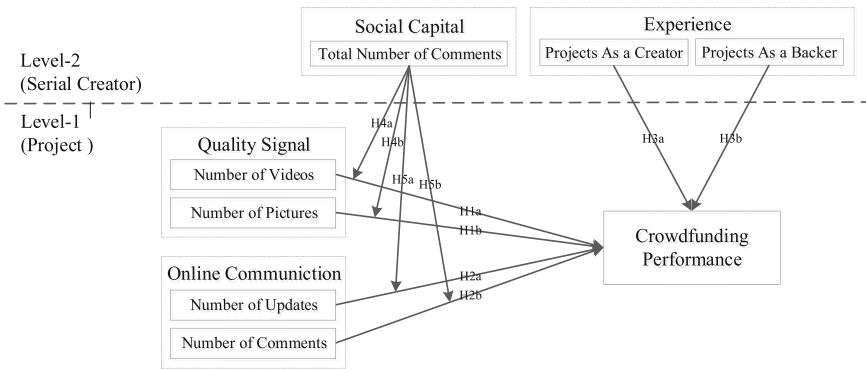 Social Capital
Total Number of Comments
Experience
Projects As a Creator
Projects As a Backer
Level-2
(Serial Creator)
Level-1
(Project )
H4a
H4b
H5a
H5b
H3a
H3b
Quality Signal
Number of Videos
Number of Pictures
H1a
H1b
Crowdfunding
Performance
Online Communiction
Number of Updates
Number of Comments
H2a
H2b